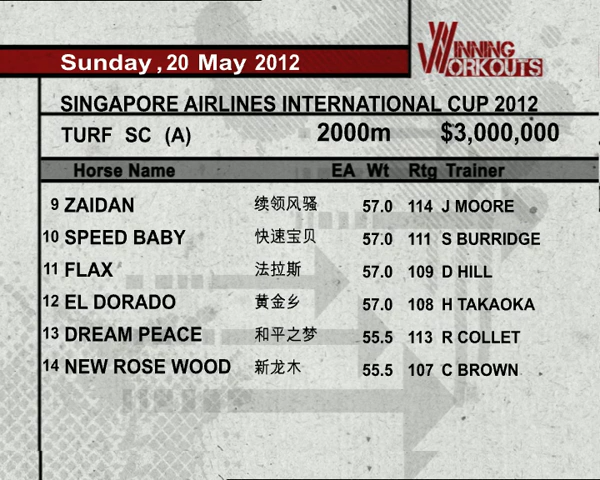 WINNING
WORKOUTS
Sunday, 20 May 2012
SINGAPORE AIRLINES INTERNATIONAL CUP 2012
TURF SC (A) 2000m $3,000,000
Horse Name EA Wt Rtg Trainer
9 ZAIDAN 续领风骚 57.0 114 J MOORE
10 SPEED BABY 快速宝贝 57.0 111 S BURRIDGE
11 FLAX 法拉斯 57.0 109 D HILL
12 EL DORADO 黄金乡 57.0 108 H TAKAOKA
13 DREAM PEACE 和平之梦 55.5 113 R COLLET
14 NEW ROSE WOOD 新龙木 55.5 107 C BROWN